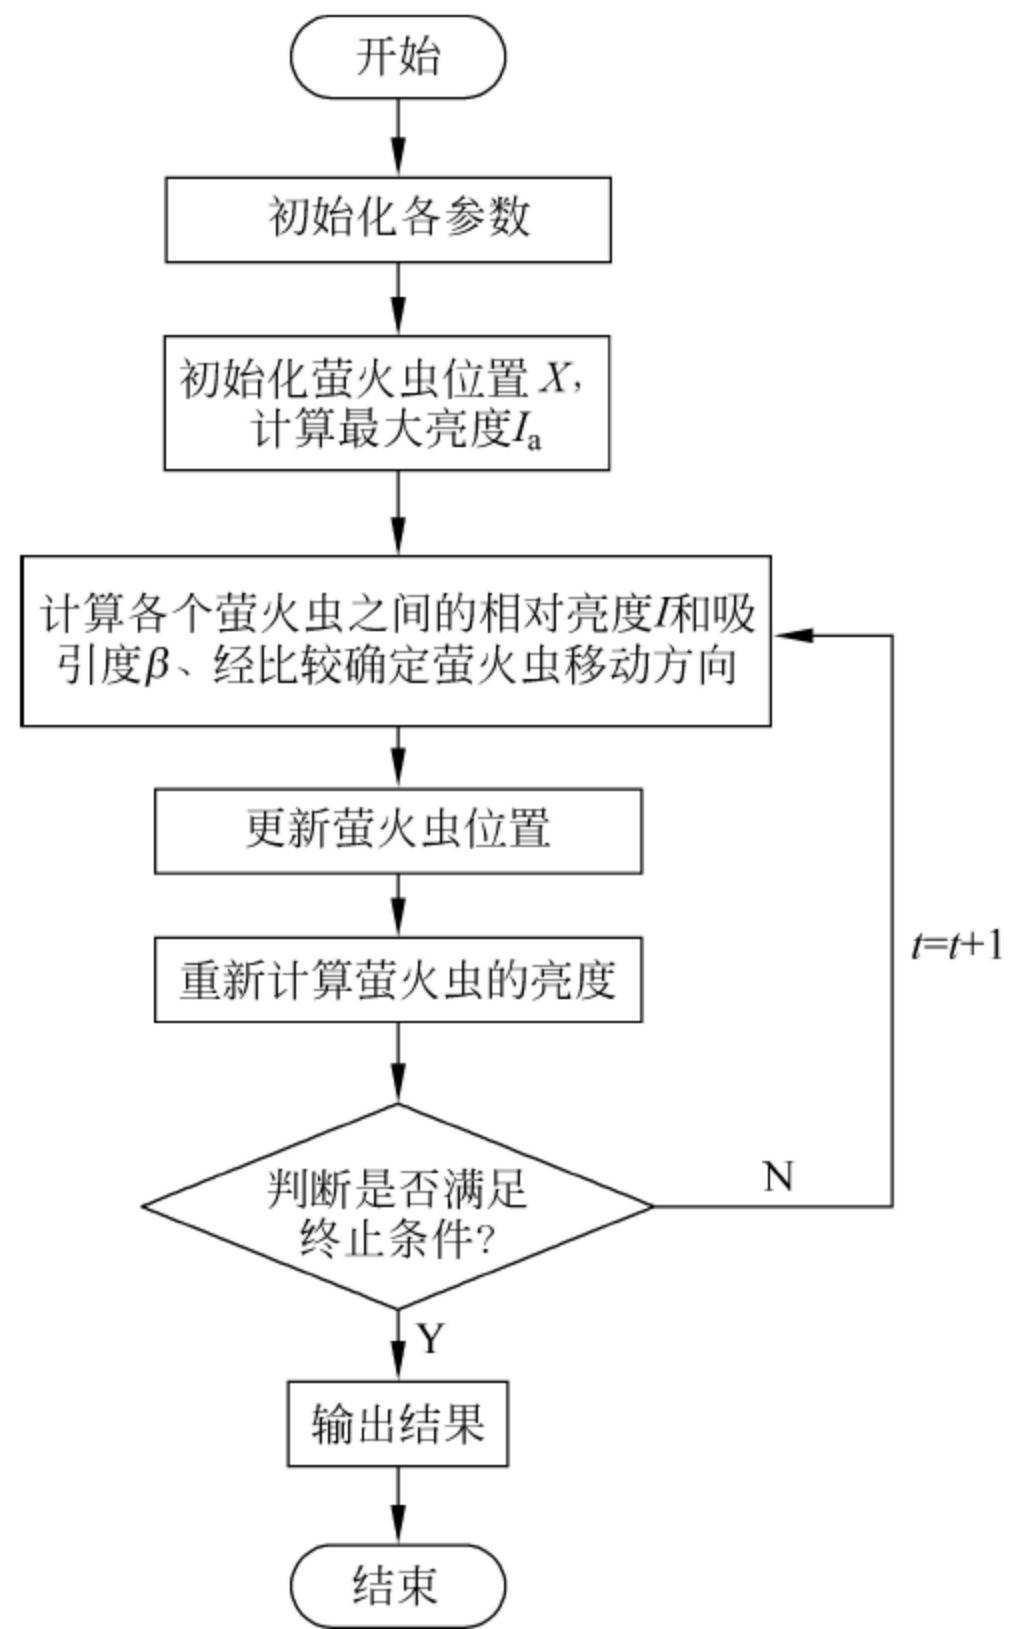 开始
初始化各参数
初始化萤火虫位置 X,
计算最大亮度Iₐ
计算各个萤火虫之间的相对亮度I和吸
引度β、经比较确定萤火虫移动方向
更新萤火虫位置
重新计算萤火虫的亮度
t=t+1
判断是否满足
终止条件?
N
Y
输出结果
结束